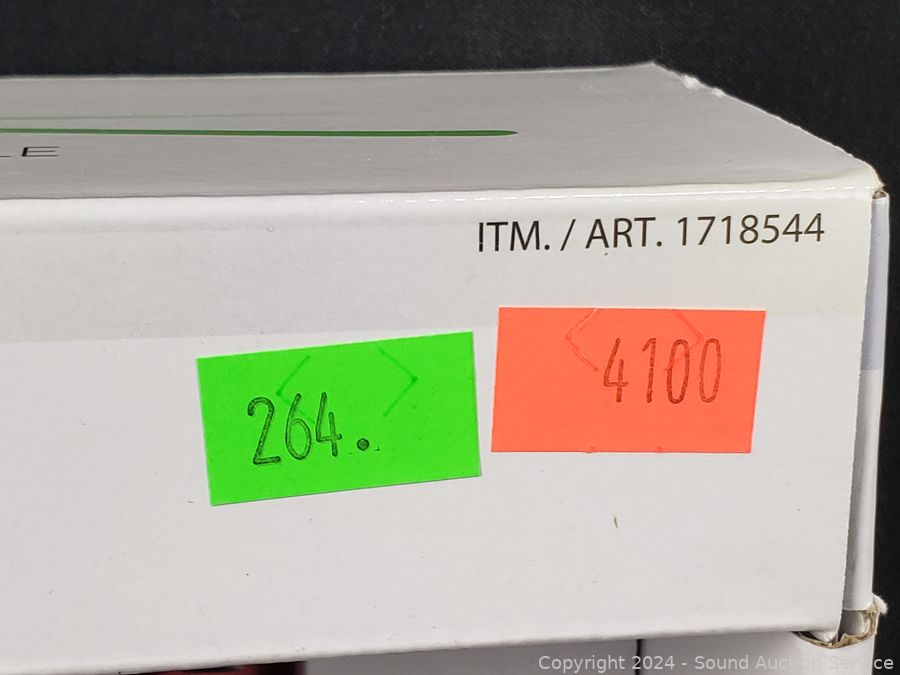 ITM. / ART. 1718544
264.
4100
Copyright 2024 - Sound Auction Service